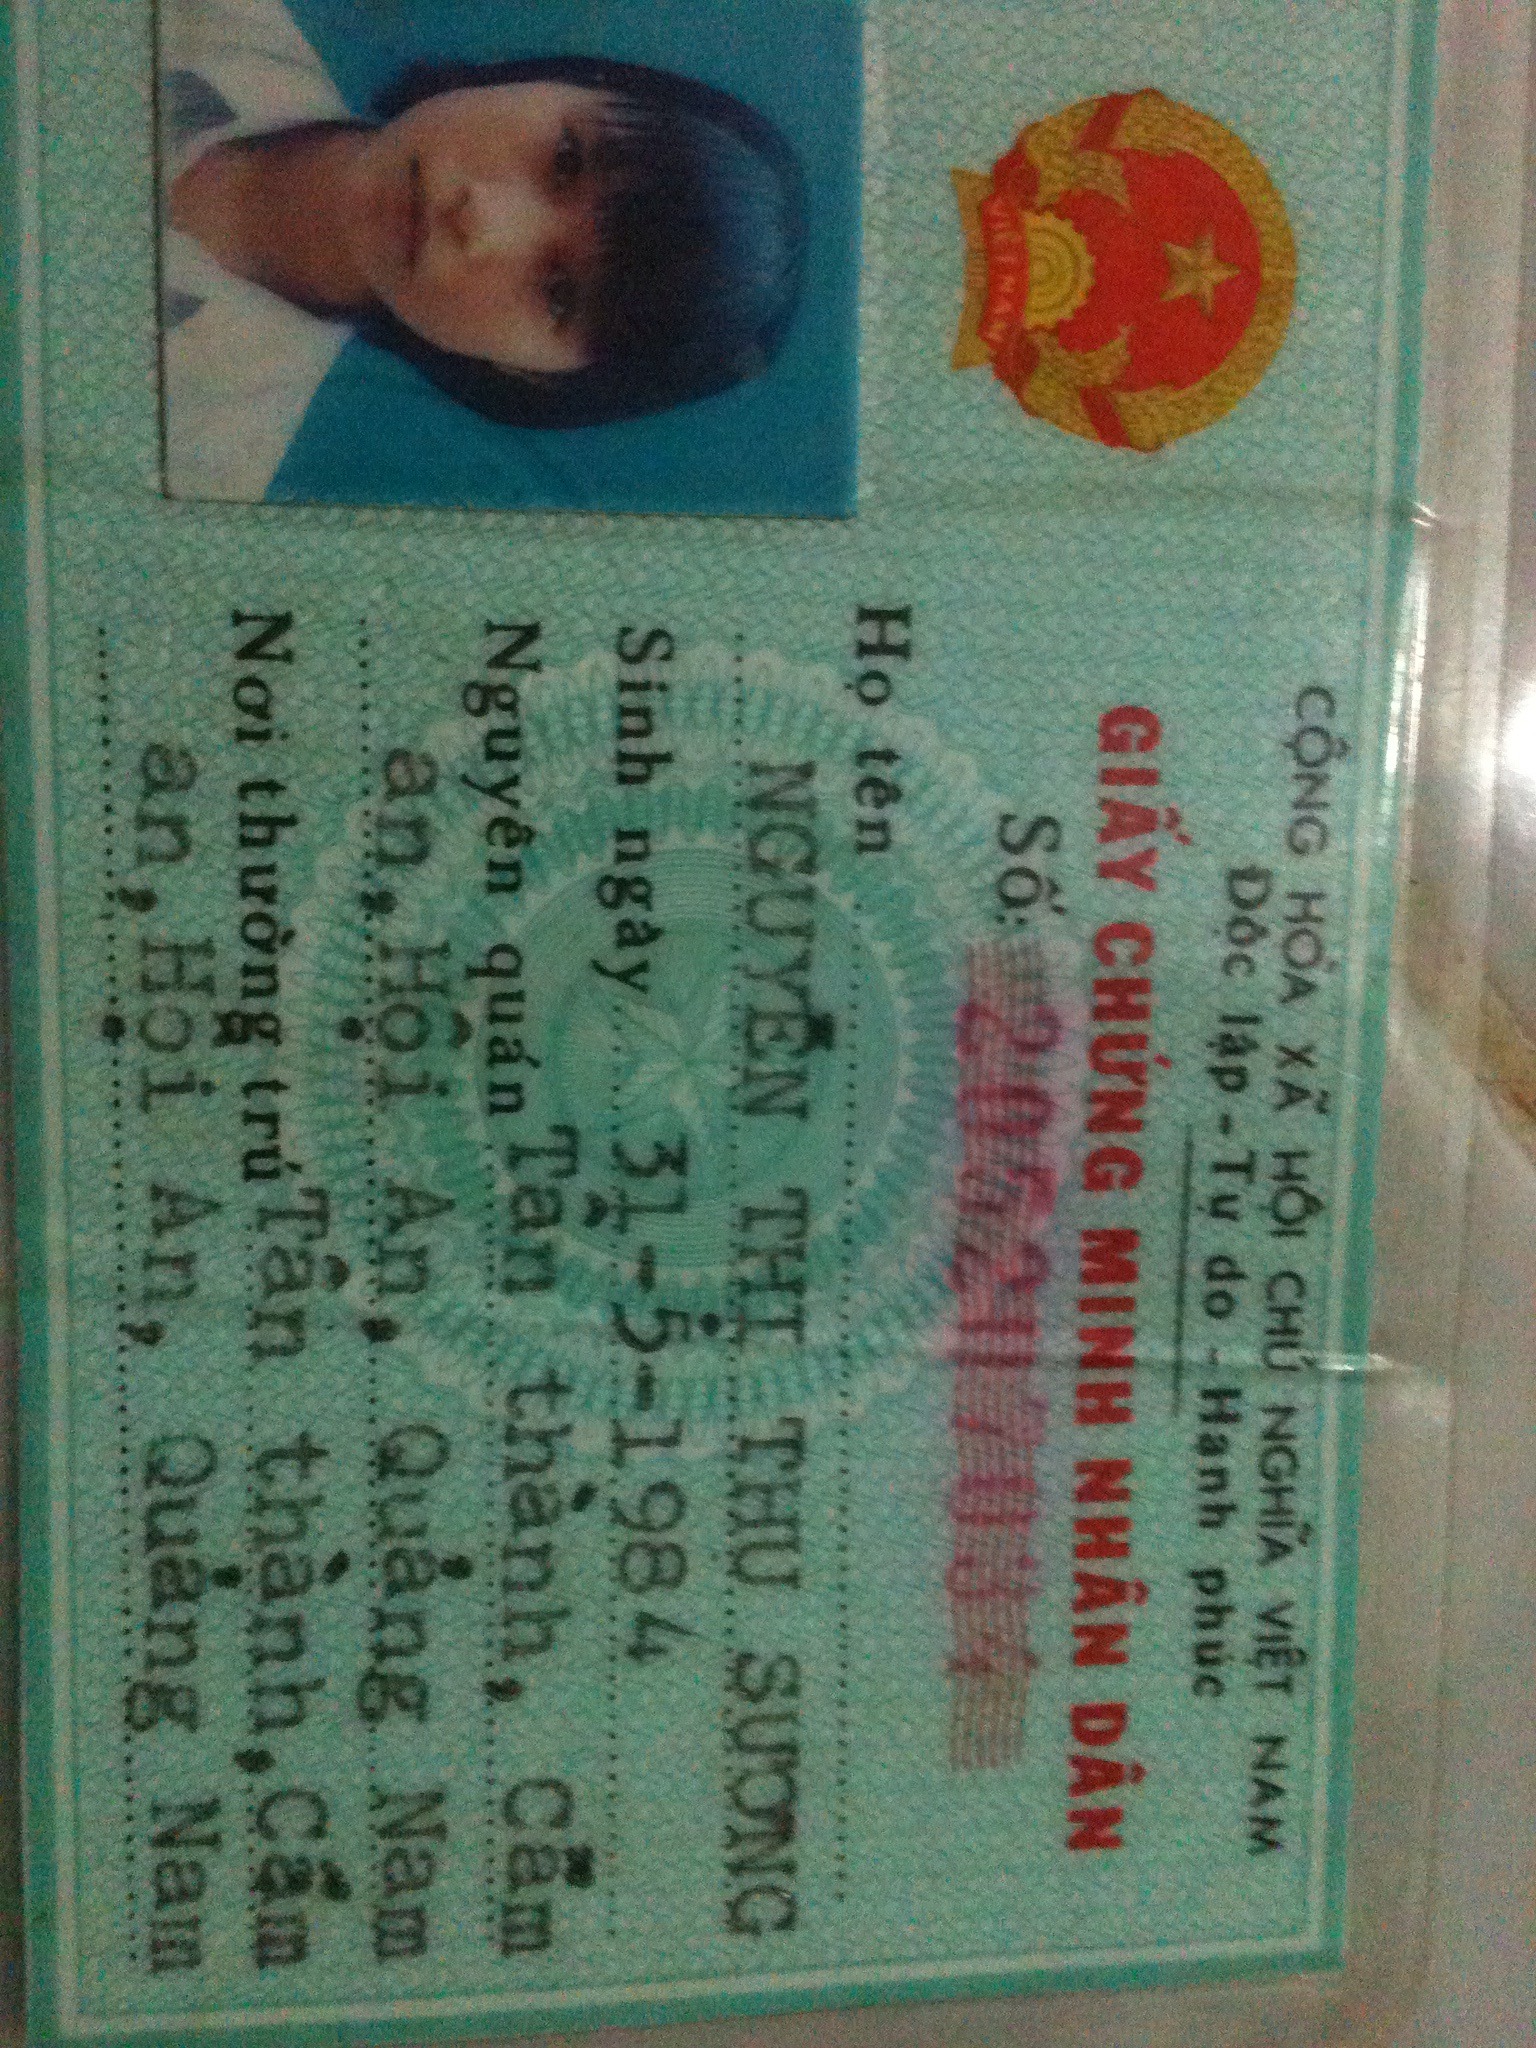 CỘNG HÒA XÃ HỘI CHỦ NGHĨA VIỆT NAM
Độc lập - Tự do - Hạnh phúc
GIẤY CHỨNG MINH NHÂN DÂN
Số:
Họ tên
NGUYỄN THỊ THU SƯƠNG
Sinh ngày 31-5-1984
Nguyên quán Tân thành, Cẩm
an, Hội An, Quảng Nam
Nơi thường trú Tân thành, Cẩm
an, Hội An, Quảng Nam
VIỆT NAM